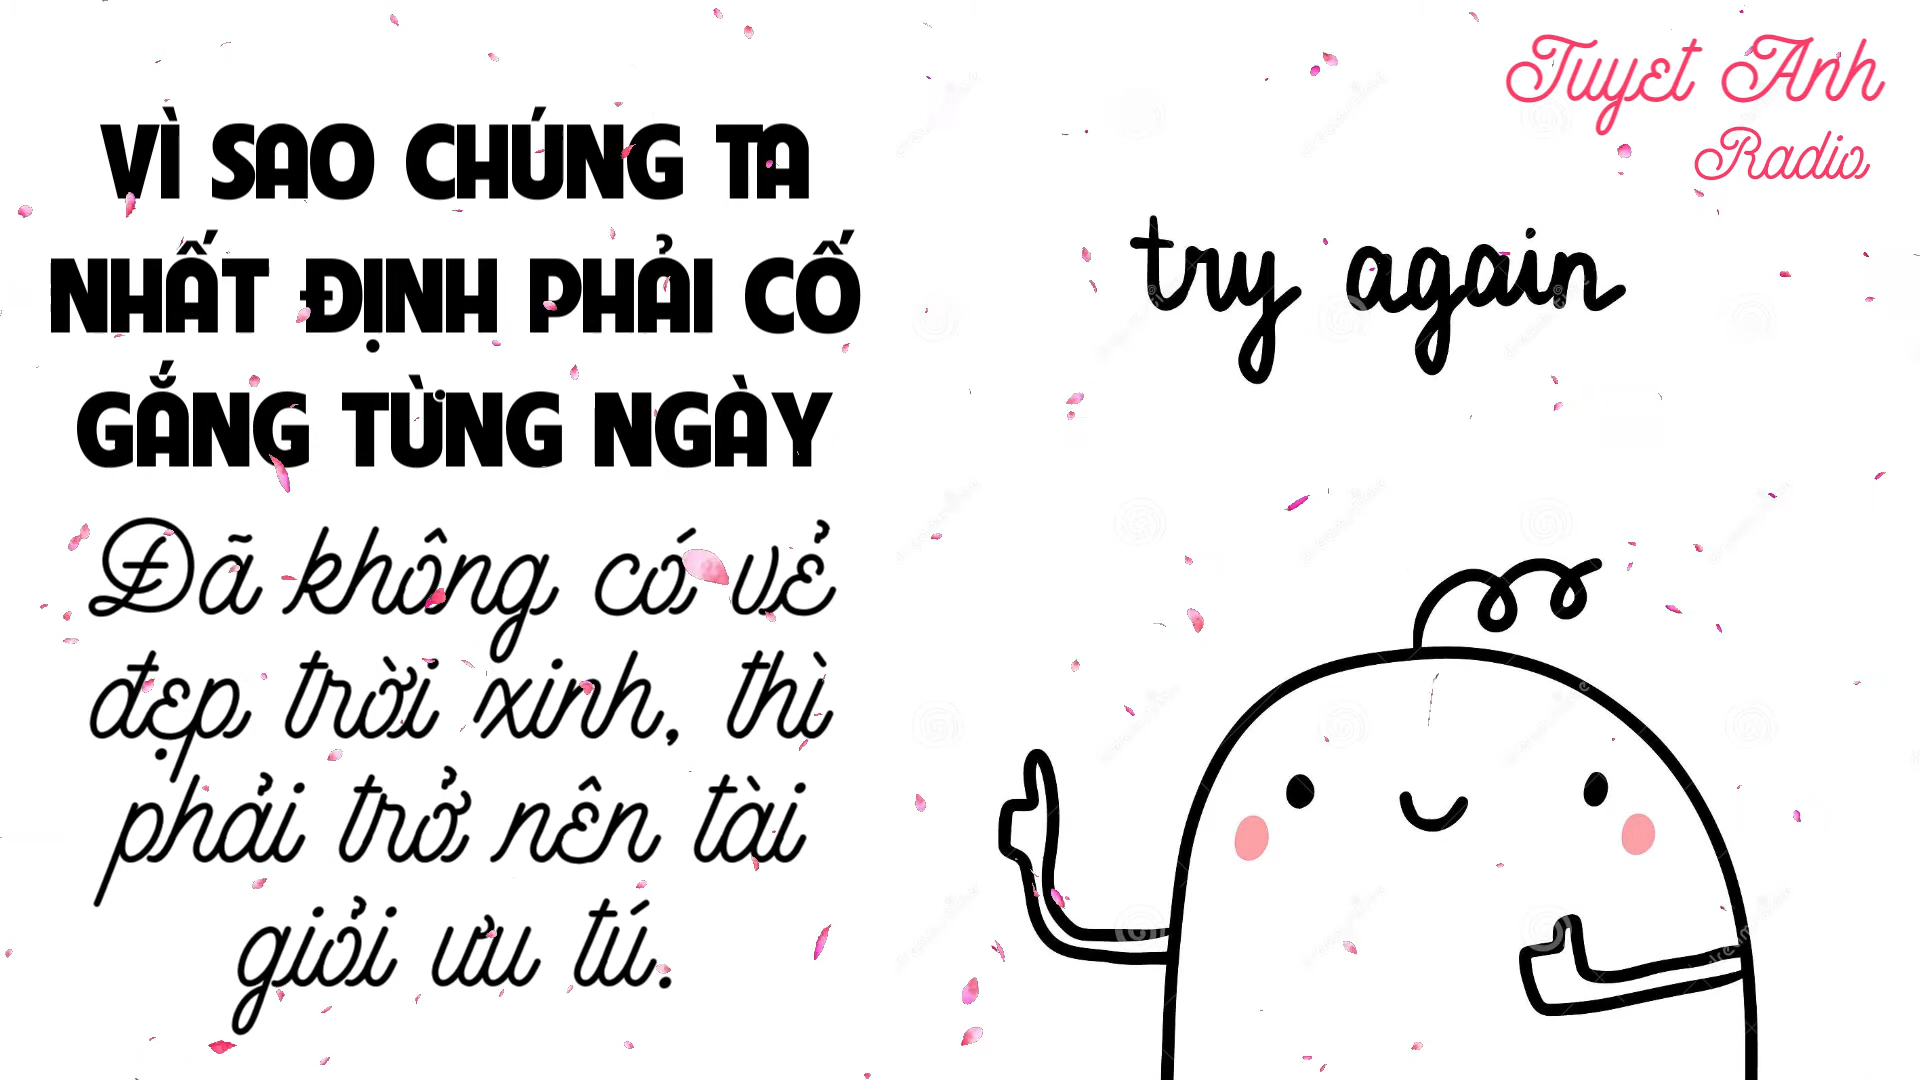 VÌ SAO CHÚNG TA
NHẤT ĐỊNH PHẢI CỐ
GẮNG TỪNG NGÀY
Đã không có vẻ
đẹp trời xinh, thì
phải trở nên tài
giỏi ưu tú.
Tuyet Anh
Radio
try again